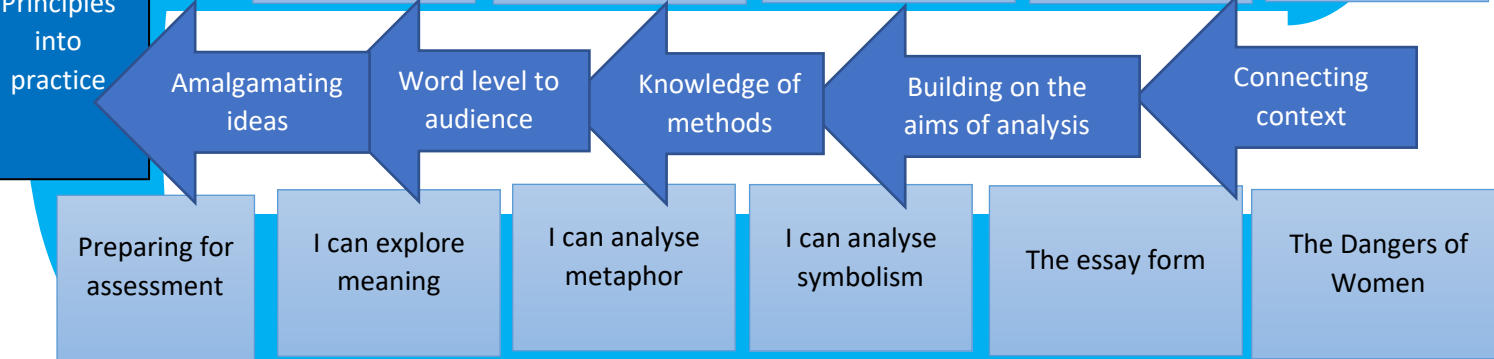 Principles
into
practice
Amalgamating
ideas
Word level to
audience
Knowledge of
methods
Building on the
aims of analysis
Connecting
context
Preparing for
assessment
I can explore
meaning
I can analyse
metaphor
I can analyse
symbolism
The essay form
The Dangers of
Women